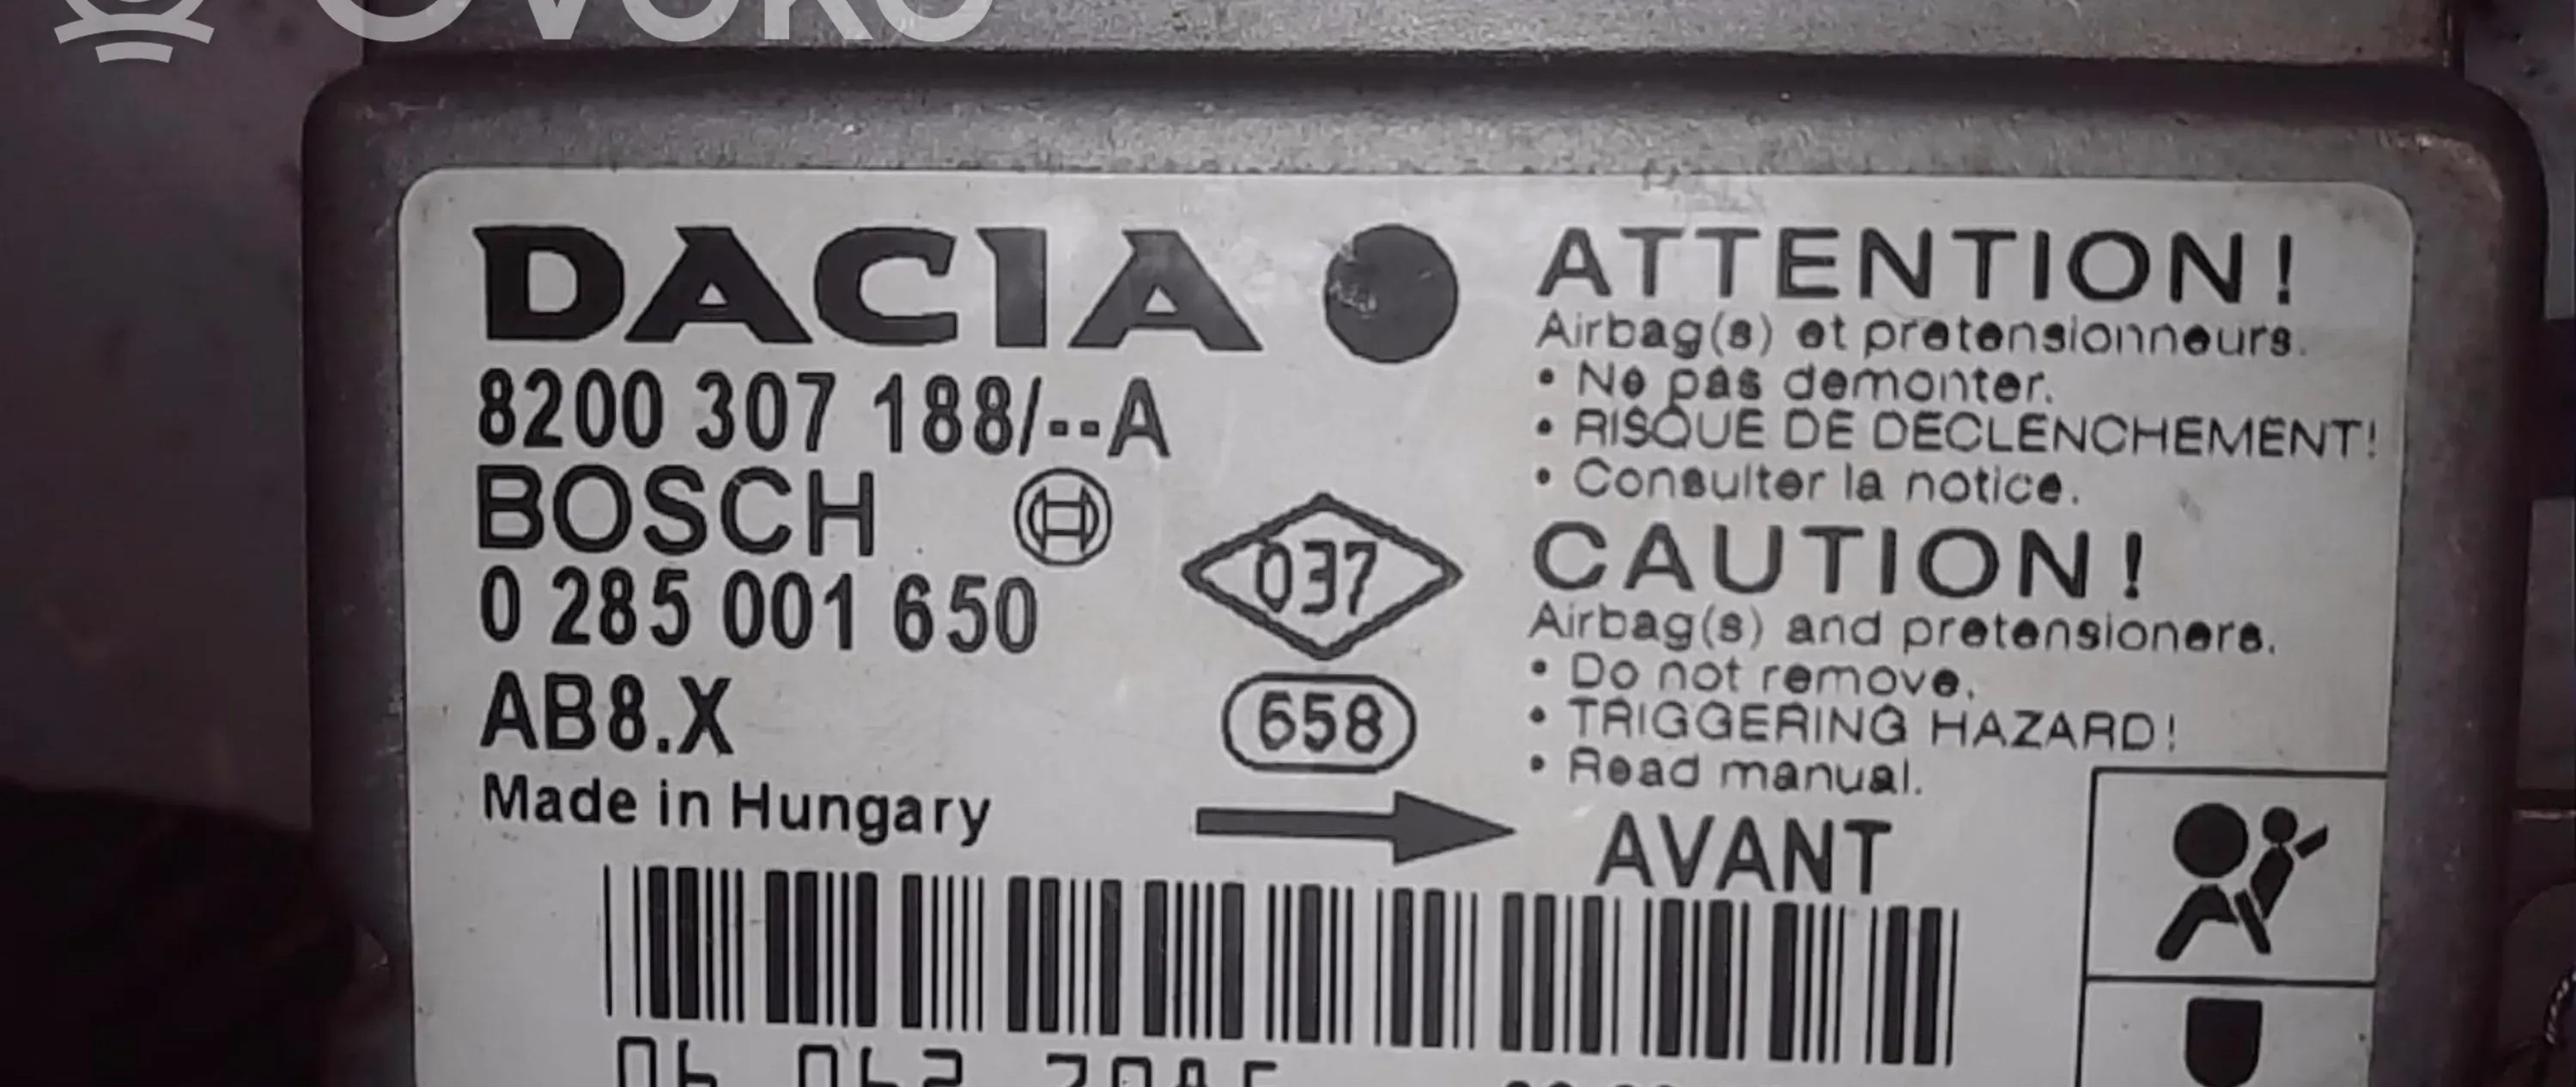 DACIA
8200 307 188/--A
BOSCH
0 285 001 650
AB8.X
Made in Hungary
037
658
ATTENTION!
Airbag(s) et pretensionneurs.
• Ne pas demonter.
• RISQUE DE DECLENCHEMENT!
• Consulter la notice.
CAUTION!
Airbag(s) and pretensioners.
• Do not remove.
• TRIGGERING HAZARD!
• Read manual.
AVANT